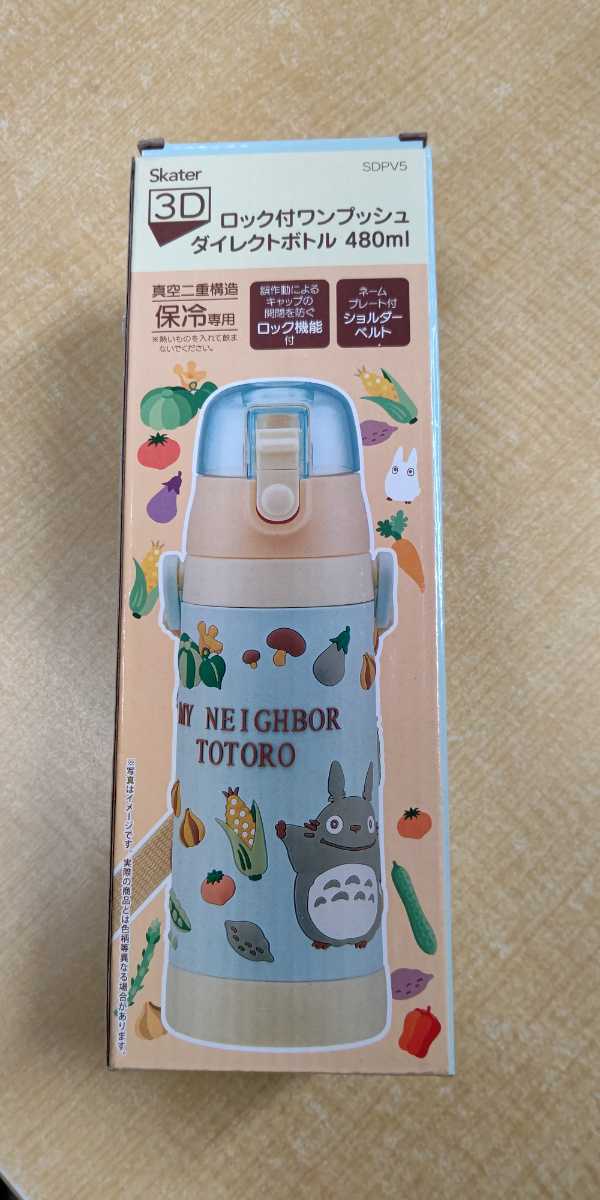 Skater
SDPV5
3D
ロック付ワンプッシュ
ダイレクトボトル 480ml
真空二重構造
保冷専用
※熱いものを入れて飲ま
ないでください。
誤作動による
キャップの
開閉を防ぐ
ロック機能
付
ネーム
プレート付
ショルダー
ベルト
MY NEIGHBOR
TOTORO
※写真はイメージです。実際の商品とは色柄等異なる場合があります。